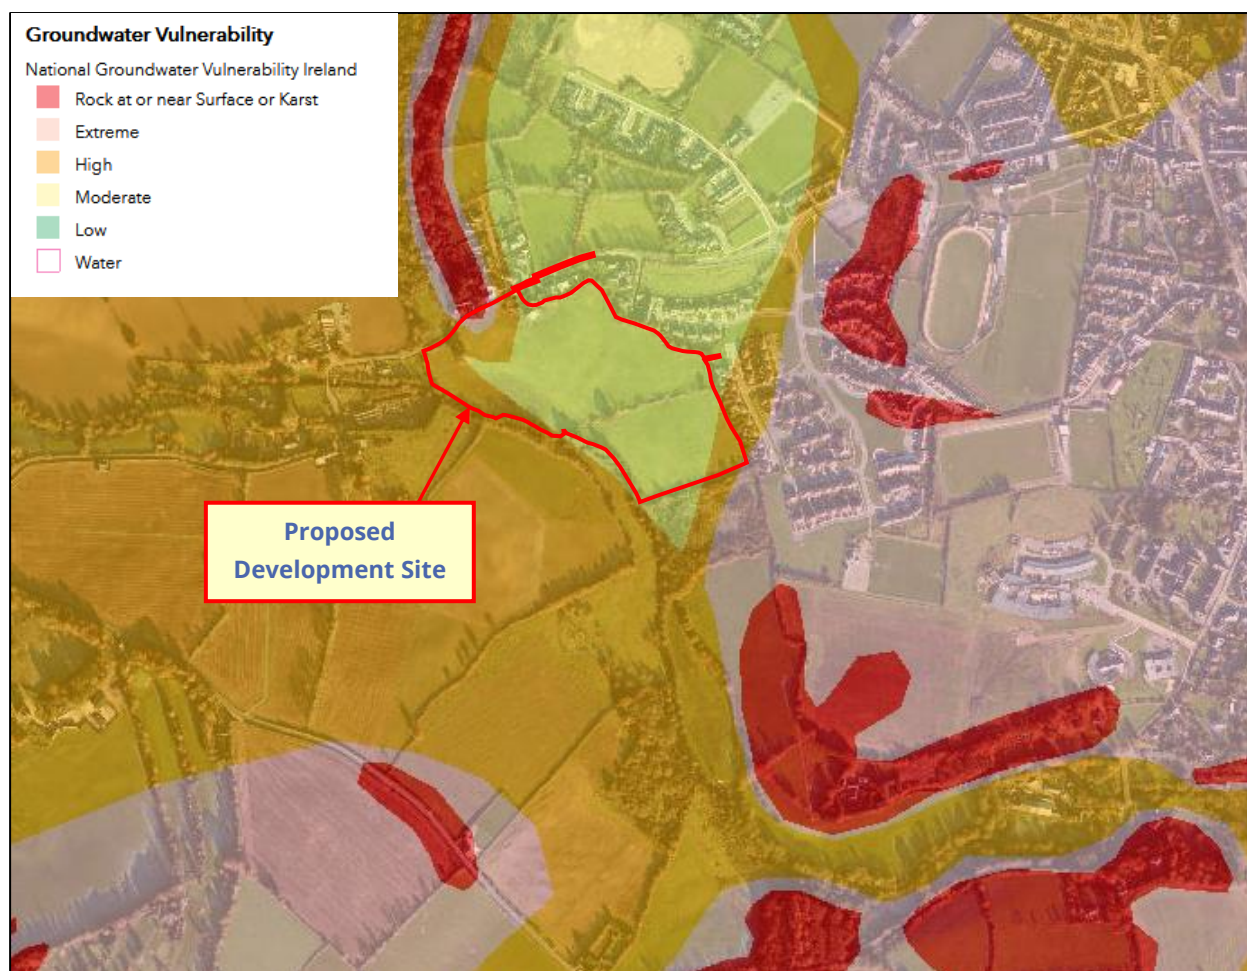 Groundwater Vulnerability
National Groundwater Vulnerability Ireland
Rock at or near Surface or Karst
Extreme
High
Moderate
Low
Water
Proposed
Development Site